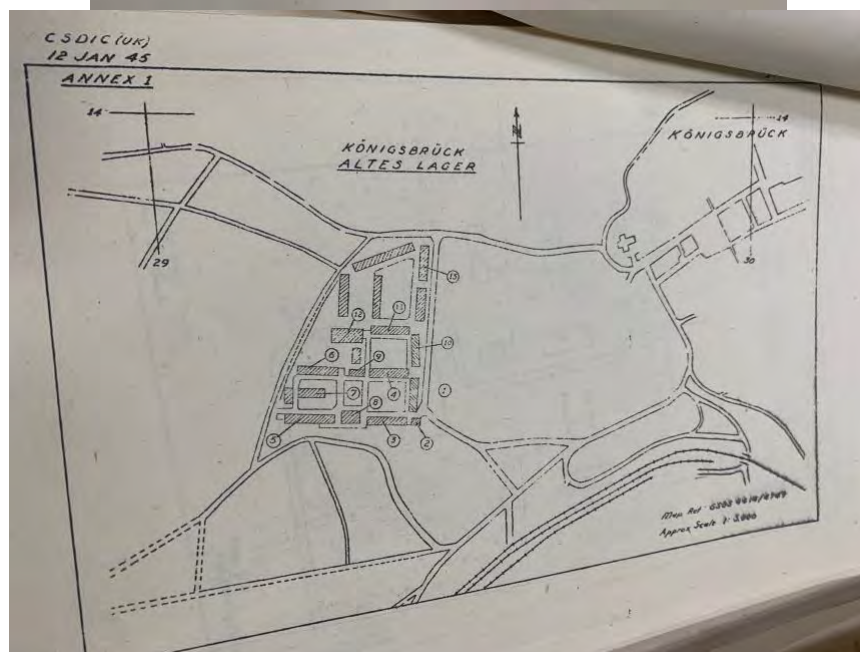 CSDIC (UK)
12 JAN 45
ANNEX 1
14
14
KÖNIGSBRÜCK
ALTES LAGER
N
KÖNIGSBRÜCK
29
30
15
11
12
10
6
9
7
4
1
8
5
3
2
Map Ref. GSGS
Approx Scale 1:5,000